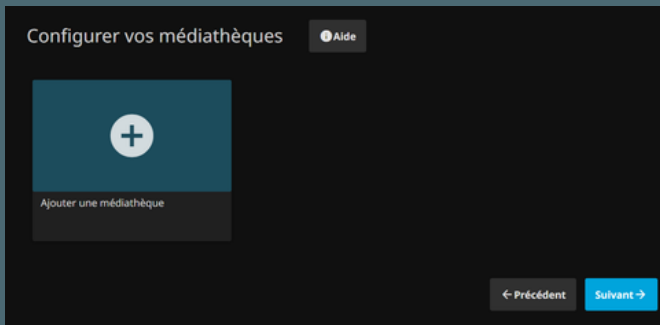 Configurer vos médiathèques
Aide
Ajouter une médiathèque
Précédent
Suivant